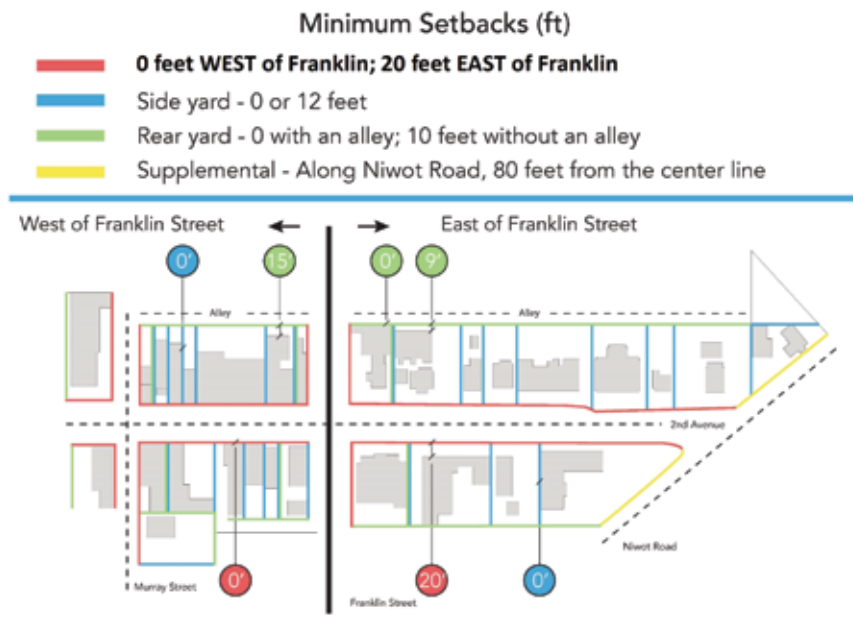 Minimum Setbacks (ft)
0 feet WEST of Franklin; 20 feet EAST of Franklin
Side yard - 0 or 12 feet
Rear yard - 0 with an alley; 10 feet without an alley
Supplemental - Along Niwot Road, 80 feet from the center line
West of Franklin Street
East of Franklin Street
0'
15'
0'
9'
Alley
Alley
2nd Avenue
Niwot Road
Murray Street
0'
20'
0'
Franklin Street